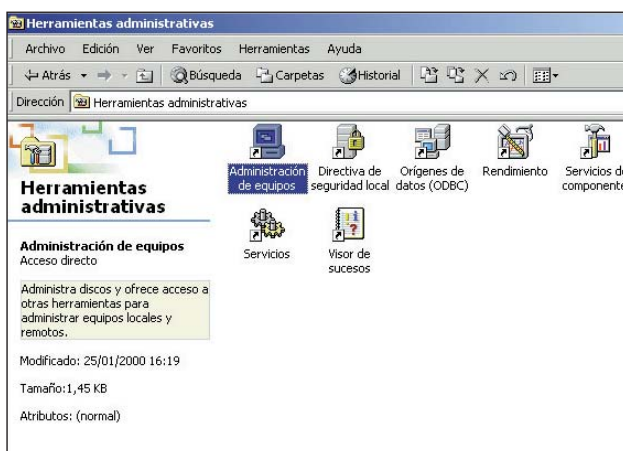 Herramientas administrativas
Archivo Edición Ver Favoritos Herramientas Ayuda
Atrás Búsqueda Carpetas Historial
Dirección Herramientas administrativas
Herramientas
administrativas
Administración de equipos
Acceso directo
Administra discos y ofrece acceso a
otras herramientas para
administrar equipos locales y
remotos.
Modificado: 25/01/2000 16:19
Tamaño:1,45 KB
Atributos: (normal)
Administración
de equipos
Directiva de
seguridad local
Orígenes de
datos (ODBC)
Rendimiento
Servicios de
componente
Servicios
Visor de
sucesos